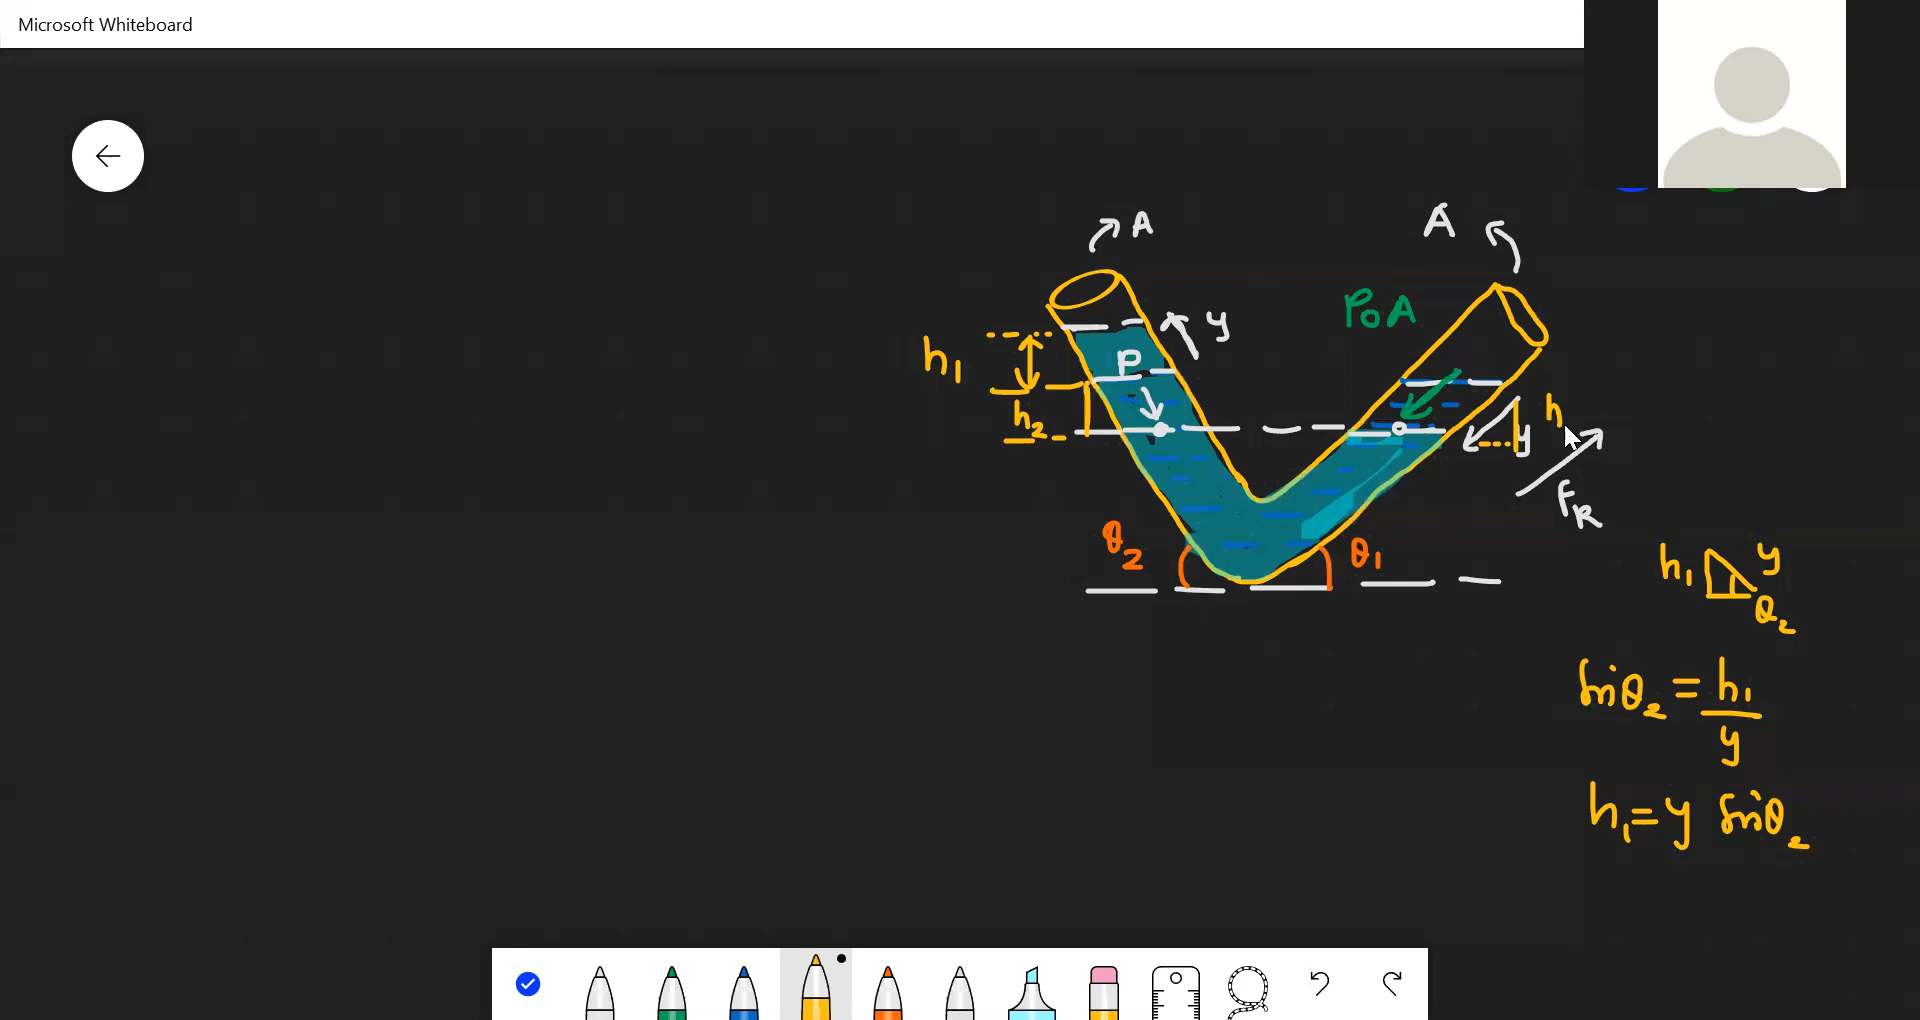 Microsoft Whiteboard
A
A
y
P₀A
h₁
P
h₂
h
y
F_R
θ₂
θ₁
h₁ y
θ₂
sinθ₂ = h₁/y
h₁ = y sinθ₂